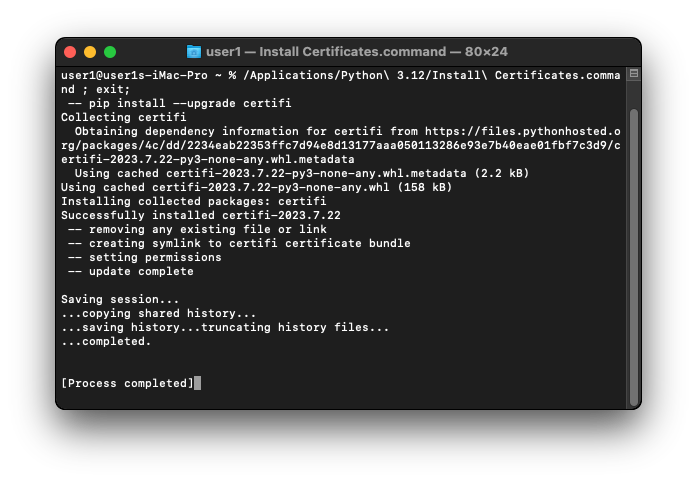 user1 — Install Certificates.command — 80×24
user1@user1s-iMac-Pro ~ % /Applications/Python\ 3.12/Install\ Certificates.comma
nd ; exit;
 -- pip install --upgrade certifi
Collecting certifi
  Obtaining dependency information for certifi from https://files.pythonhosted.o
rg/packages/4c/dd/2234eab22353ffc7d94e8d13177aaa050113286e93e7b40eae01fbf7c3d9/c
ertifi-2023.7.22-py3-none-any.whl.metadata
  Using cached certifi-2023.7.22-py3-none-any.whl.metadata (2.2 kB)
Using cached certifi-2023.7.22-py3-none-any.whl (158 kB)
Installing collected packages: certifi
Successfully installed certifi-2023.7.22
 -- removing any existing file or link
 -- creating symlink to certifi certificate bundle
 -- setting permissions
 -- update complete
Saving session...
...copying shared history...
...saving history...truncating history files...
...completed.
[Process completed]